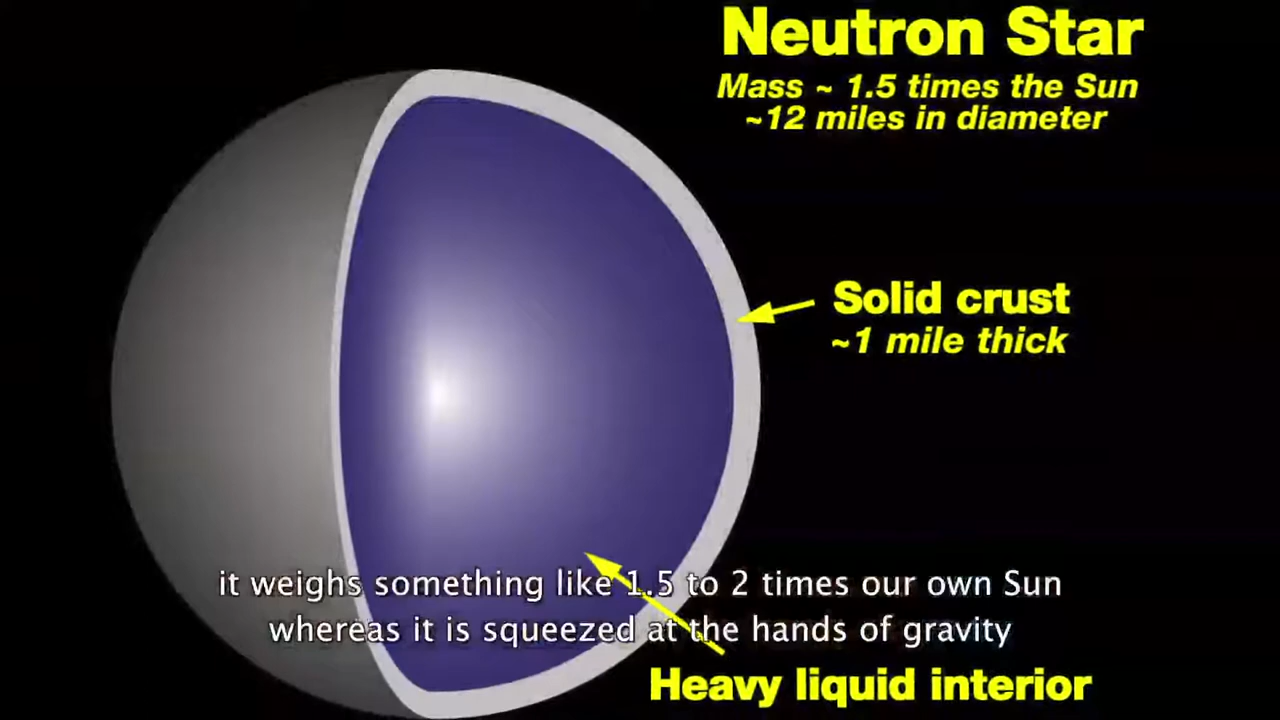 Neutron Star
Mass ~ 1.5 times the Sun
~12 miles in diameter
Solid crust
~1 mile thick
it weighs something like 1.5 to 2 times our own Sun
whereas it is squeezed at the hands of gravity
Heavy liquid interior